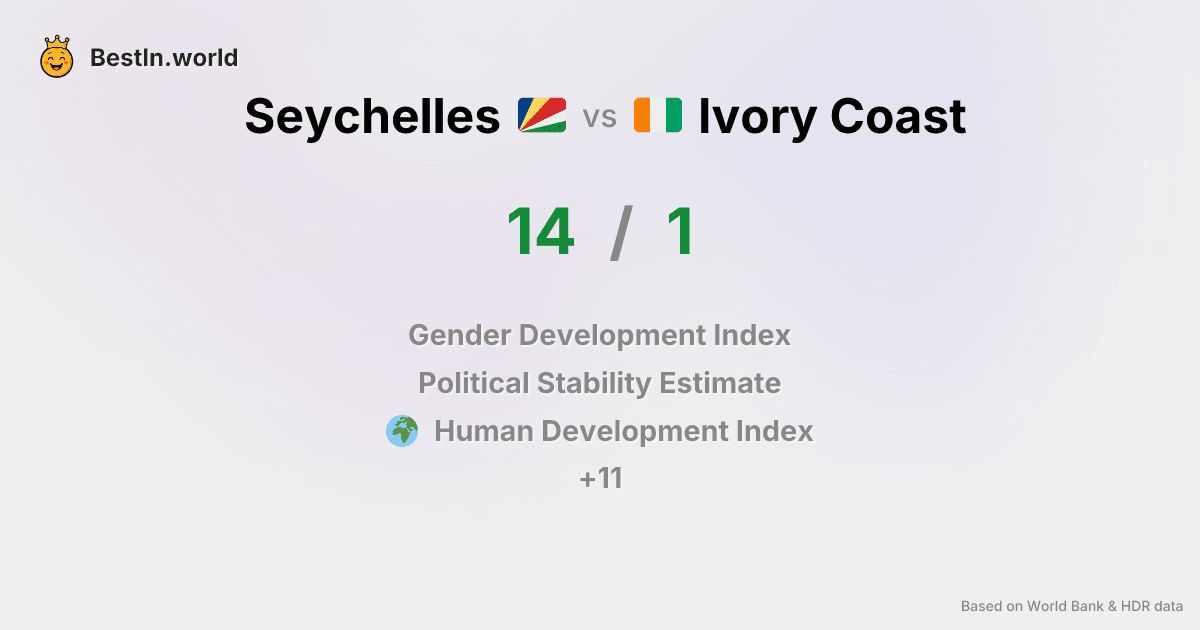 BestIn.world
Seychelles vs Ivory Coast
14 / 1
Gender Development Index
Political Stability Estimate
Human Development Index
+11
Based on World Bank & HDR data